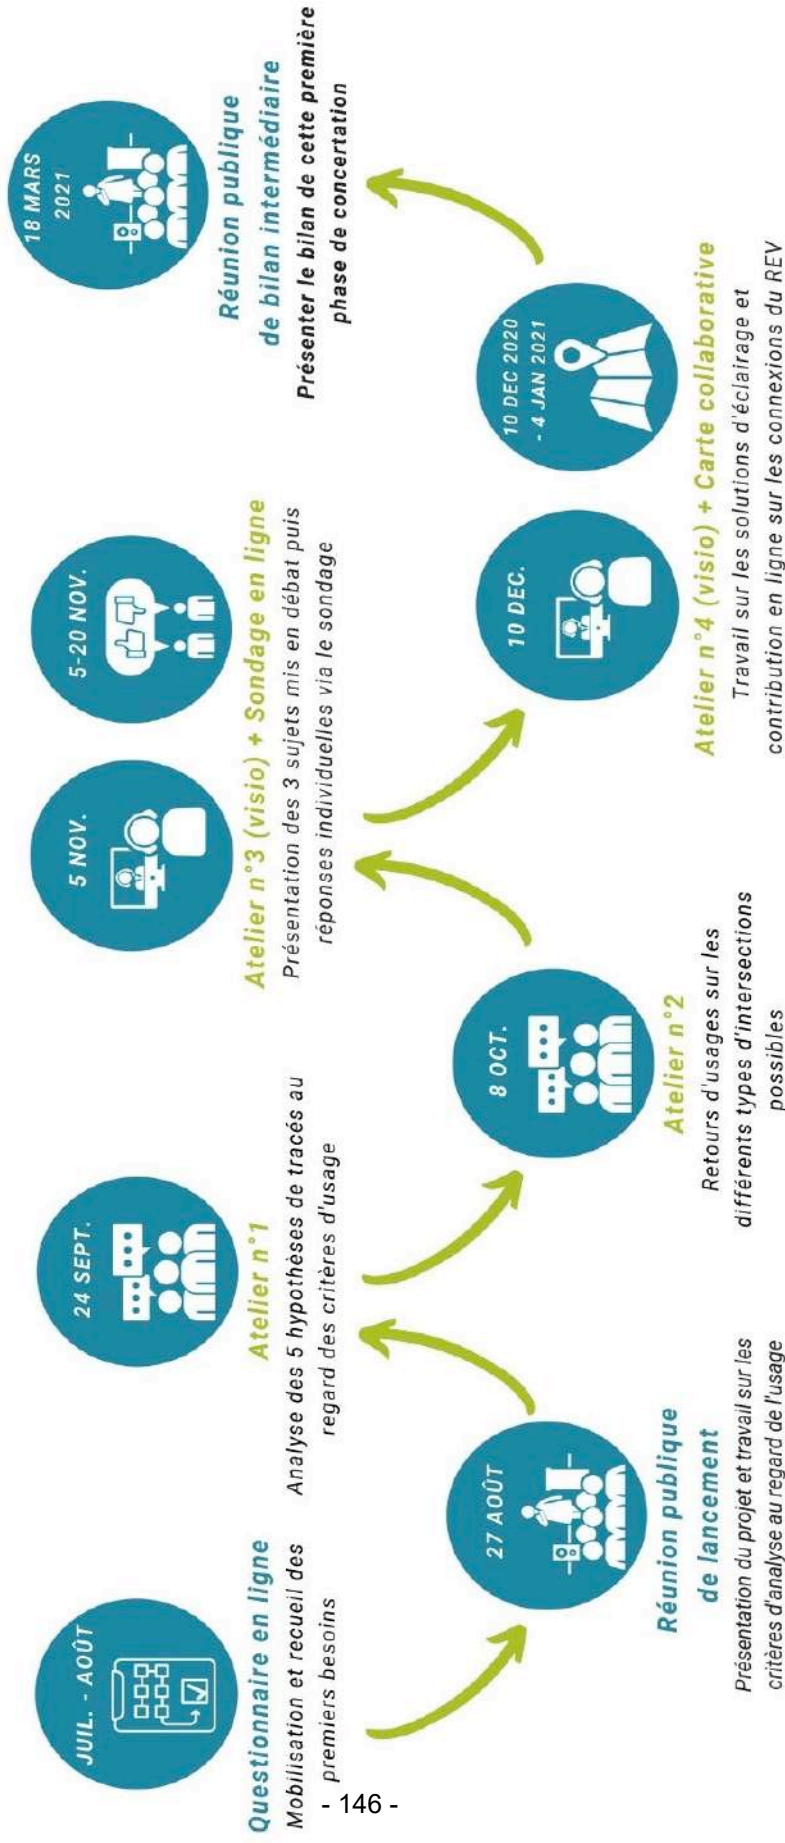 JUIL. - AOÛT
Questionnaire en ligne
Mobilisation et recueil des
premiers besoins
27 AOÛT
Réunion publique
de lancement
Présentation du projet et travail sur les
critères d'analyse au regard de l'usage
24 SEPT.
Atelier n°1
Analyse des 5 hypothèses de tracés au
regard des critères d'usage
8 OCT.
Atelier n°2
Retours d'usages sur les
différents types d'intersections
possibles
5 NOV.
5-20 NOV.
Atelier n°3 (visio) + Sondage en ligne
Présentation des 3 sujets mis en débat puis
réponses individuelles via le sondage
10 DEC.
10 DEC 2020
- 4 JAN 2021
Atelier n°4 (visio) + Carte collaborative
Travail sur les solutions d'éclairage et
contribution en ligne sur les connexions du REV
18 MARS
2021
Réunion publique
de bilan intermédiaire
Présenter le bilan de cette première
phase de concertation
- 146 -